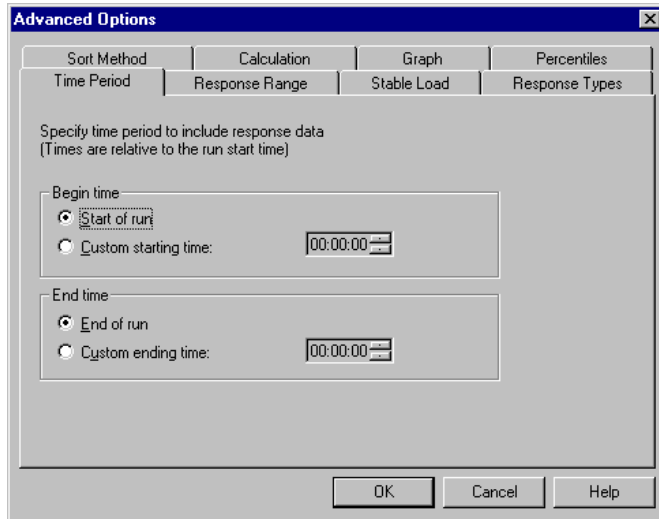 Advanced Options
Sort Method Calculation Graph Percentiles
Time Period Response Range Stable Load Response Types
Specify time period to include response data
(Times are relative to the run start time)
Begin time
Start of run
Custom starting time: 00:00:00
End time
End of run
Custom ending time: 00:00:00
OK Cancel Help